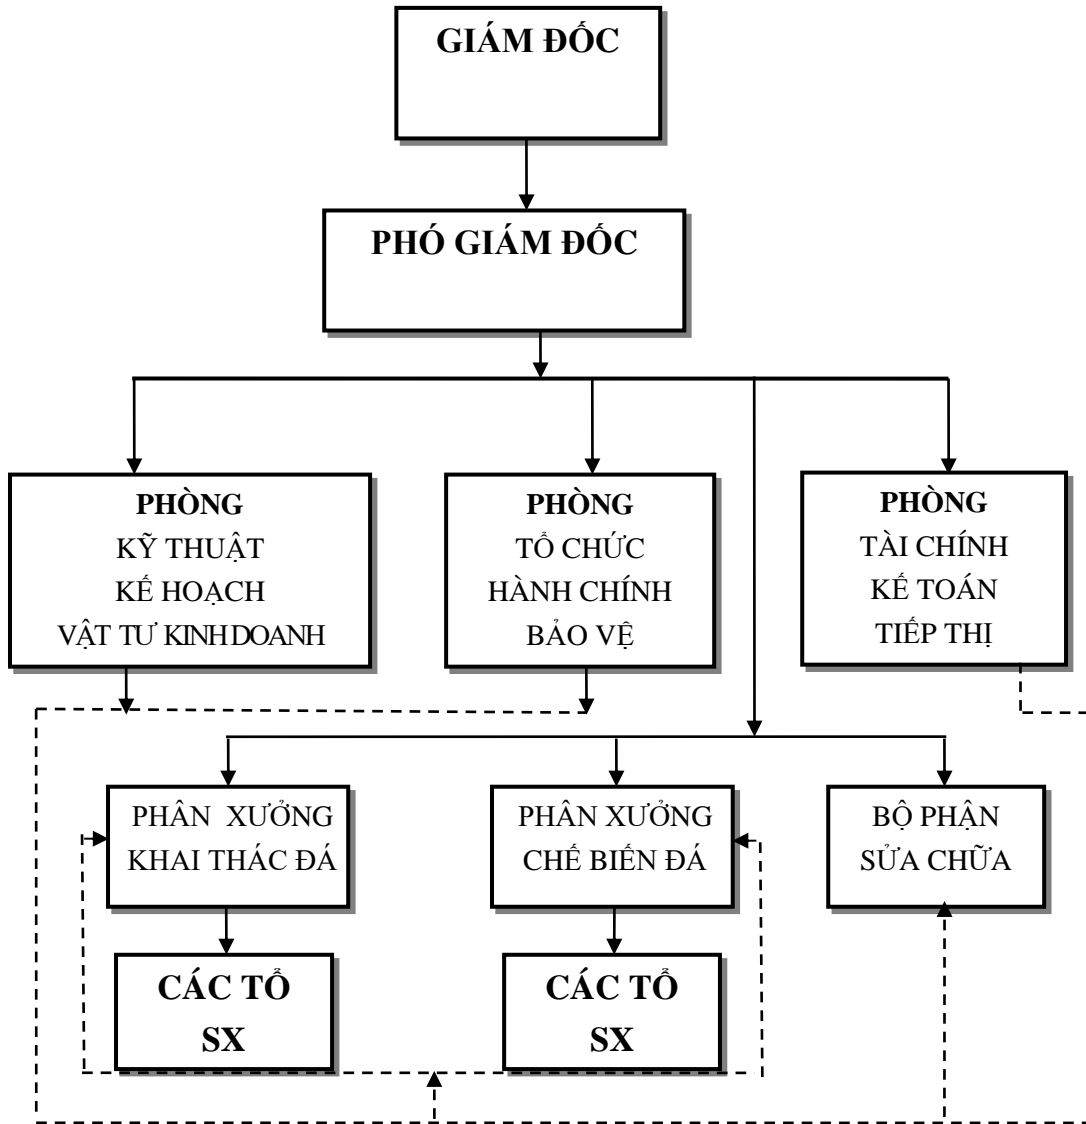 GIÁM ĐỐC
PHÓ GIÁM ĐỐC
PHÒNG
KỸ THUẬT
KẾ HOẠCH
VẬT TƯ KINH DOANH
PHÒNG
TỔ CHỨC
HÀNH CHÍNH
BẢO VỆ
PHÒNG
TÀI CHÍNH
KẾ TOÁN
TIẾP THỊ
PHÂN XƯỞNG
KHAI THÁC ĐÁ
PHÂN XƯỞNG
CHẾ BIẾN ĐÁ
BỘ PHẬN
SỬA CHỮA
CÁC TỔ
SX
CÁC TỔ
SX